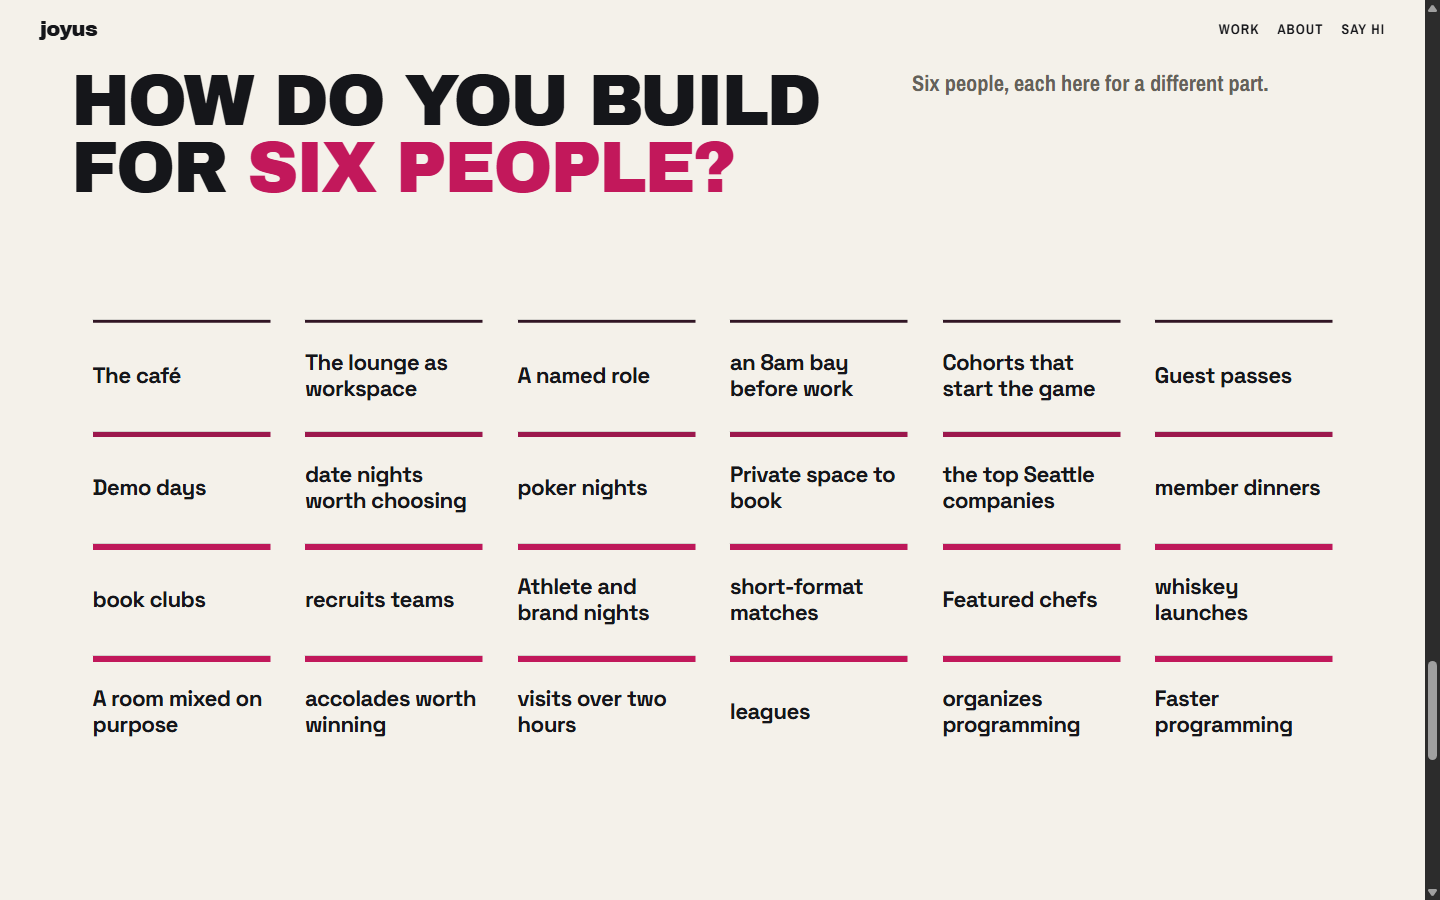 joyus
WORK ABOUT SAY HI
HOW DO YOU BUILD
FOR SIX PEOPLE?
Six people, each here for a different part.
The café
The lounge as
workspace
A named role
an 8am bay
before work
Cohorts that
start the game
Guest passes
Demo days
date nights
worth choosing
poker nights
Private space to
book
the top Seattle
companies
member dinners
book clubs
recruits teams
Athlete and
brand nights
short-format
matches
Featured chefs
whiskey
launches
A room mixed on
purpose
accolades worth
winning
visits over two
hours
leagues
organizes
programming
Faster
programming